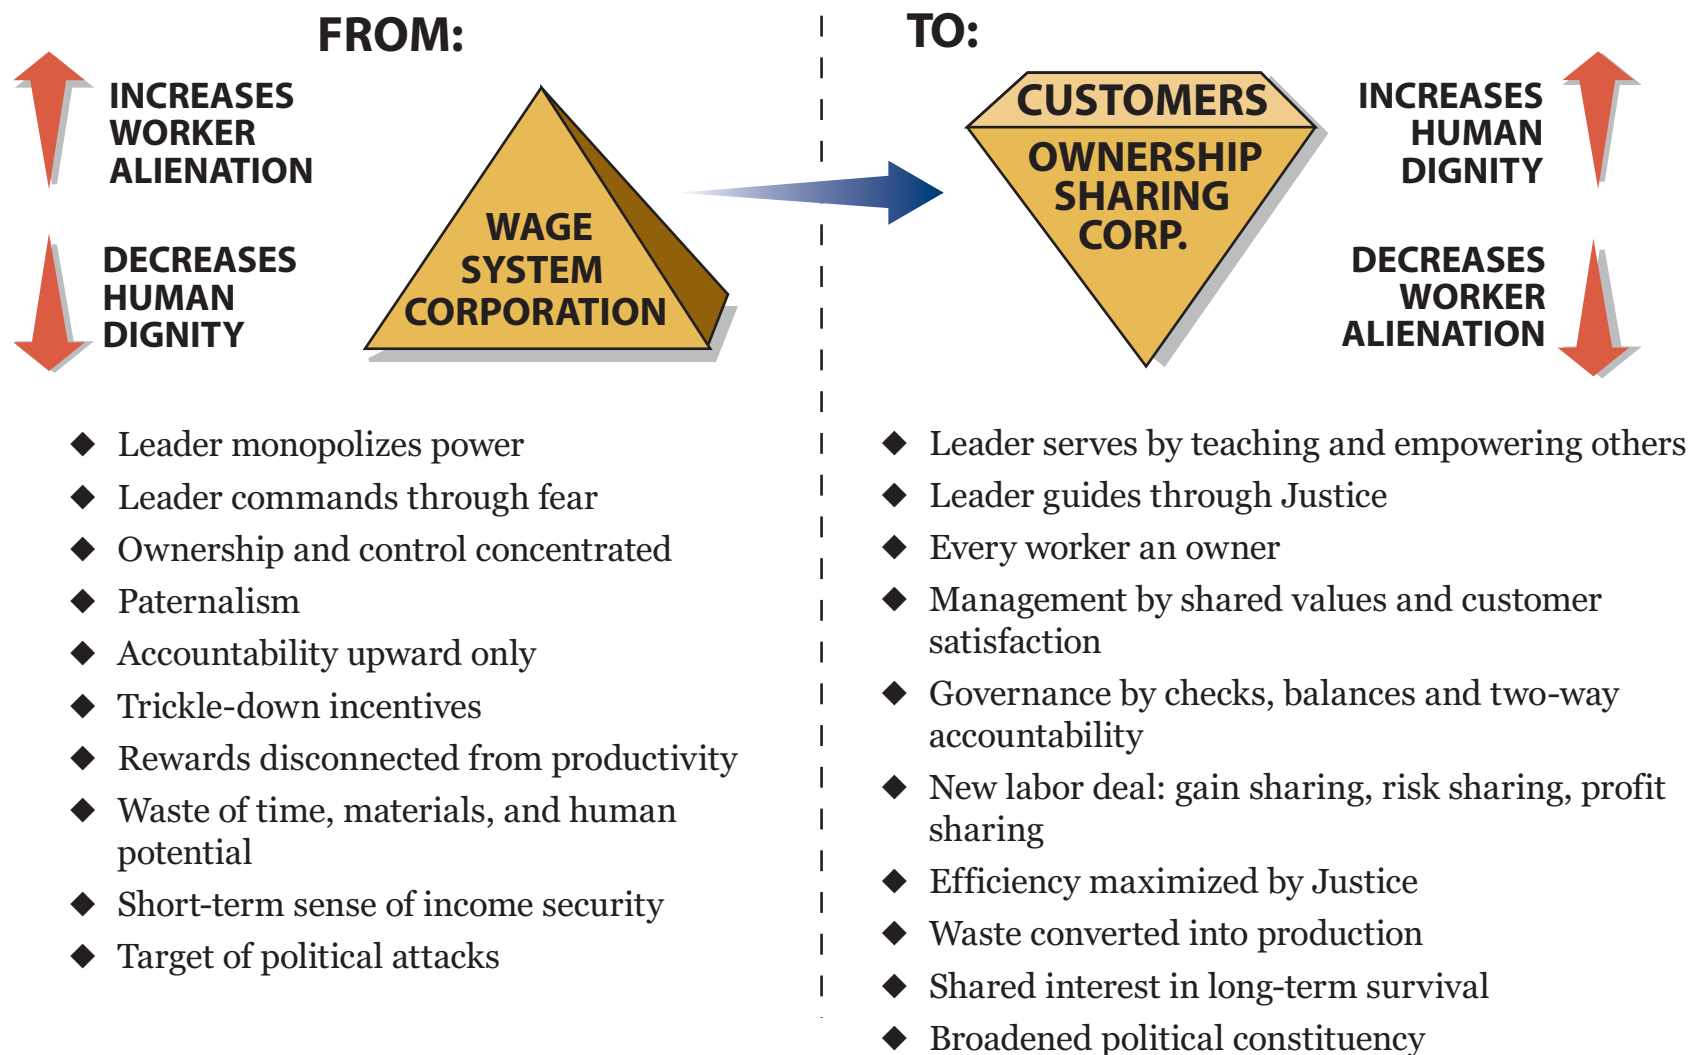 FROM:
INCREASES
WORKER
ALIENATION
DECREASES
HUMAN
DIGNITY
WAGE
SYSTEM
CORPORATION
◆ Leader monopolizes power
◆ Leader commands through fear
◆ Ownership and control concentrated
◆ Paternalism
◆ Accountability upward only
◆ Trickle-down incentives
◆ Rewards disconnected from productivity
◆ Waste of time, materials, and human
potential
◆ Short-term sense of income security
◆ Target of political attacks
TO:
CUSTOMERS
OWNERSHIP
SHARING
CORP.
INCREASES
HUMAN
DIGNITY
DECREASES
WORKER
ALIENATION
◆ Leader serves by teaching and empowering others
◆ Leader guides through Justice
◆ Every worker an owner
◆ Management by shared values and customer
satisfaction
◆ Governance by checks, balances and two-way
accountability
◆ New labor deal: gain sharing, risk sharing, profit
sharing
◆ Efficiency maximized by Justice
◆ Waste converted into production
◆ Shared interest in long-term survival
◆ Broadened political constituency